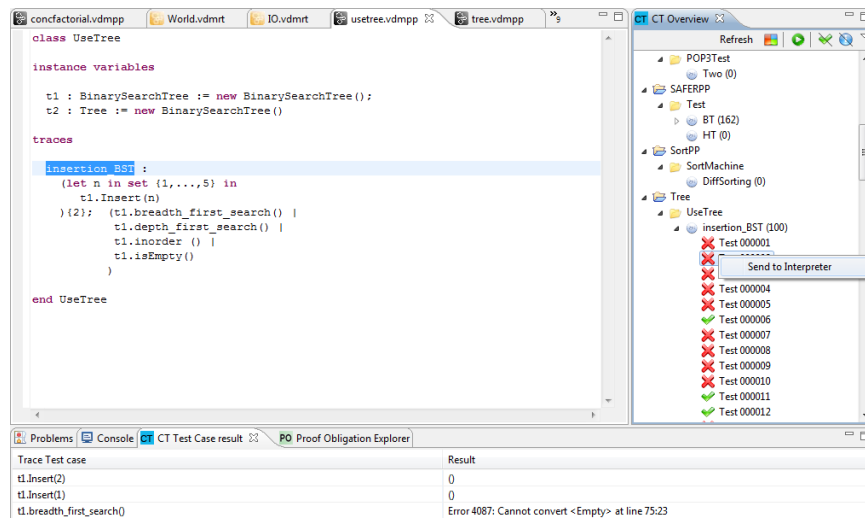 concfactorial.vdmpp
World.vdmrt
IO.vdmrt
usetree.vdmpp
tree.vdmpp
»9
class UseTree
instance variables
t1 : BinarySearchTree := new BinarySearchTree();
t2 : Tree := new BinarySearchTree()
traces
insertion_BST :
(let n in set {1,...,5} in
t1.Insert(n)
){2}; (t1.breadth_first_search() |
t1.depth_first_search() |
t1.inorder () |
t1.isEmpty()
)
end UseTree
CT CT Overview
Refresh
POP3Test
Two (0)
SAFERPP
Test
BT (162)
HT (0)
SortPP
SortMachine
DiffSorting (0)
Tree
UseTree
insertion_BST (100)
Test 000001
Send to Interpreter
Test 000004
Test 000005
Test 000006
Test 000007
Test 000008
Test 000009
Test 000010
Test 000011
Test 000012
Problems
Console
CT CT Test Case result
PO Proof Obligation Explorer
Trace Test case Result
t1.Insert(2) ()
t1.Insert(1) ()
t1.breadth_first_search() Error 4087: Cannot convert <Empty> at line 75:23